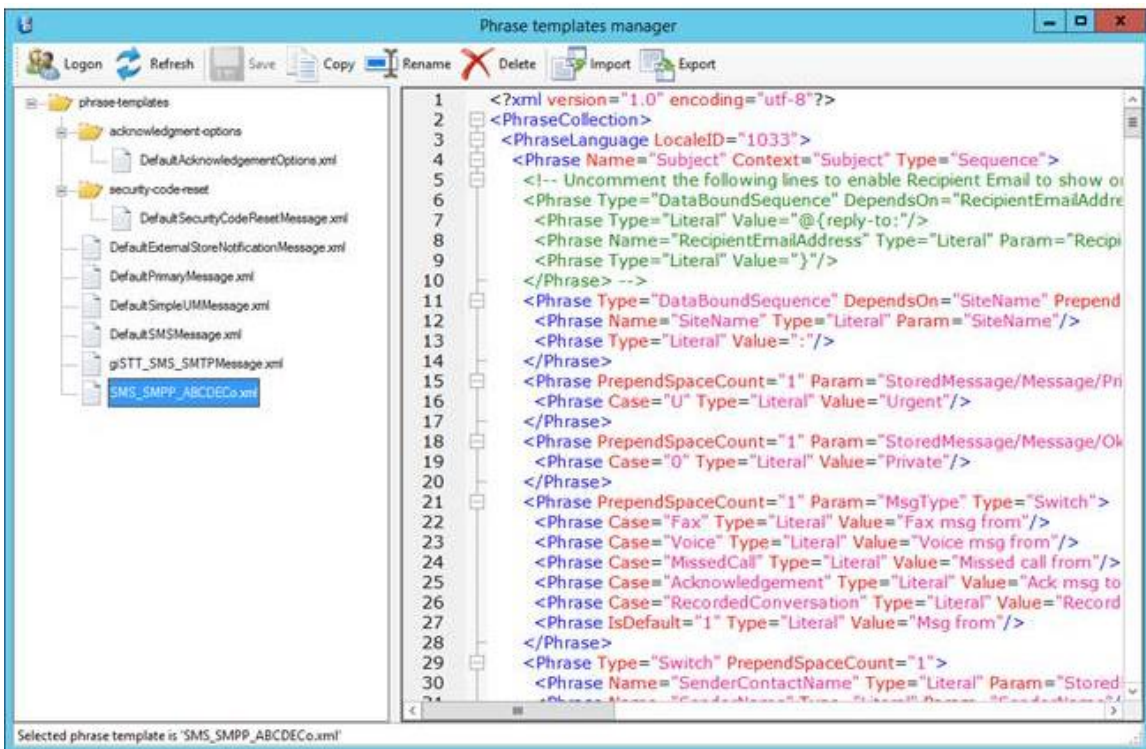 Phrase templates manager
Logon Refresh Save Copy Rename Delete Import Export
phrase-templates
acknowledgment-options
DefaultAcknowledgementOptions.xml
security-code-reset
DefaultSecurityCodeResetMessage.xml
DefaultExternalStoreNotificationMessage.xml
DefaultPrimaryMessage.xml
DefaultSimpleUMMessage.xml
DefaultSMSMessage.xml
giSTT_SMS_SMTPMessage.xml
SMS_SMPP_ABCDECo.xml
1 <?xml version="1.0" encoding="utf-8"?>
2 <PhraseCollection>
3 <PhraseLanguage LocaleID="1033">
4 <Phrase Name="Subject" Context="Subject" Type="Sequence">
5 <!-- Uncomment the following lines to enable Recipient Email to show o
6 <Phrase Type="DataBoundSequence" DependsOn="RecipientEmailAddre
7 <Phrase Type="Literal" Value="@{reply-to:"/>
8 <Phrase Name="RecipientEmailAddress" Type="Literal" Param="Recipi
9 <Phrase Type="Literal" Value="}"/>
10 </Phrase> -->
11 <Phrase Type="DataBoundSequence" DependsOn="SiteName" Prepend
12 <Phrase Name="SiteName" Type="Literal" Param="SiteName"/>
13 <Phrase Type="Literal" Value=":"/>
14 </Phrase>
15 <Phrase PrependSpaceCount="1" Param="StoredMessage/Message/Pri
16 <Phrase Case="U" Type="Literal" Value="Urgent"/>
17 </Phrase>
18 <Phrase PrependSpaceCount="1" Param="StoredMessage/Message/Ok
19 <Phrase Case="0" Type="Literal" Value="Private"/>
20 </Phrase>
21 <Phrase PrependSpaceCount="1" Param="MsgType" Type="Switch">
22 <Phrase Case="Fax" Type="Literal" Value="Fax msg from"/>
23 <Phrase Case="Voice" Type="Literal" Value="Voice msg from"/>
24 <Phrase Case="MissedCall" Type="Literal" Value="Missed call from"/>
25 <Phrase Case="Acknowledgement" Type="Literal" Value="Ack msg to
26 <Phrase Case="RecordedConversation" Type="Literal" Value="Record
27 <Phrase IsDefault="1" Type="Literal" Value="Msg from"/>
28 </Phrase>
29 <Phrase Type="Switch" PrependSpaceCount="1">
30 <Phrase Name="SenderContactName" Type="Literal" Param="Stored
Selected phrase template is 'SMS_SMPP_ABCDECo.xml'